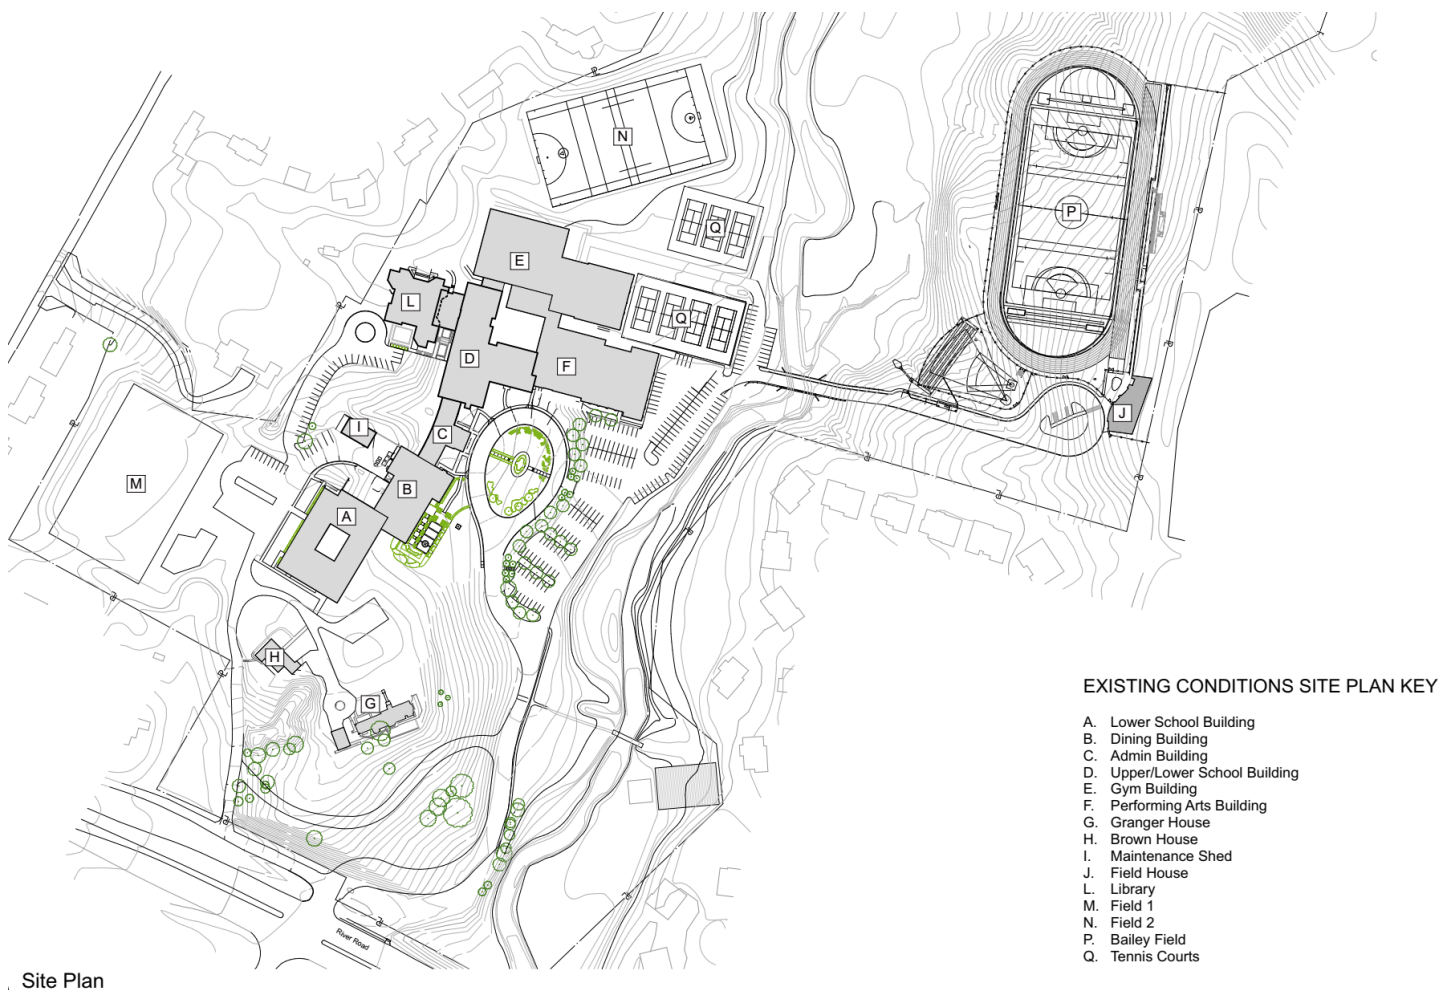 N
Q
P
E
L
Q
D
F
J
I
C
M
B
A
H
G
River Road
EXISTING CONDITIONS SITE PLAN KEY
A. Lower School Building
B. Dining Building
C. Admin Building
D. Upper/Lower School Building
E. Gym Building
F. Performing Arts Building
G. Granger House
H. Brown House
I. Maintenance Shed
J. Field House
L. Library
M. Field 1
N. Field 2
P. Bailey Field
Q. Tennis Courts
Site Plan